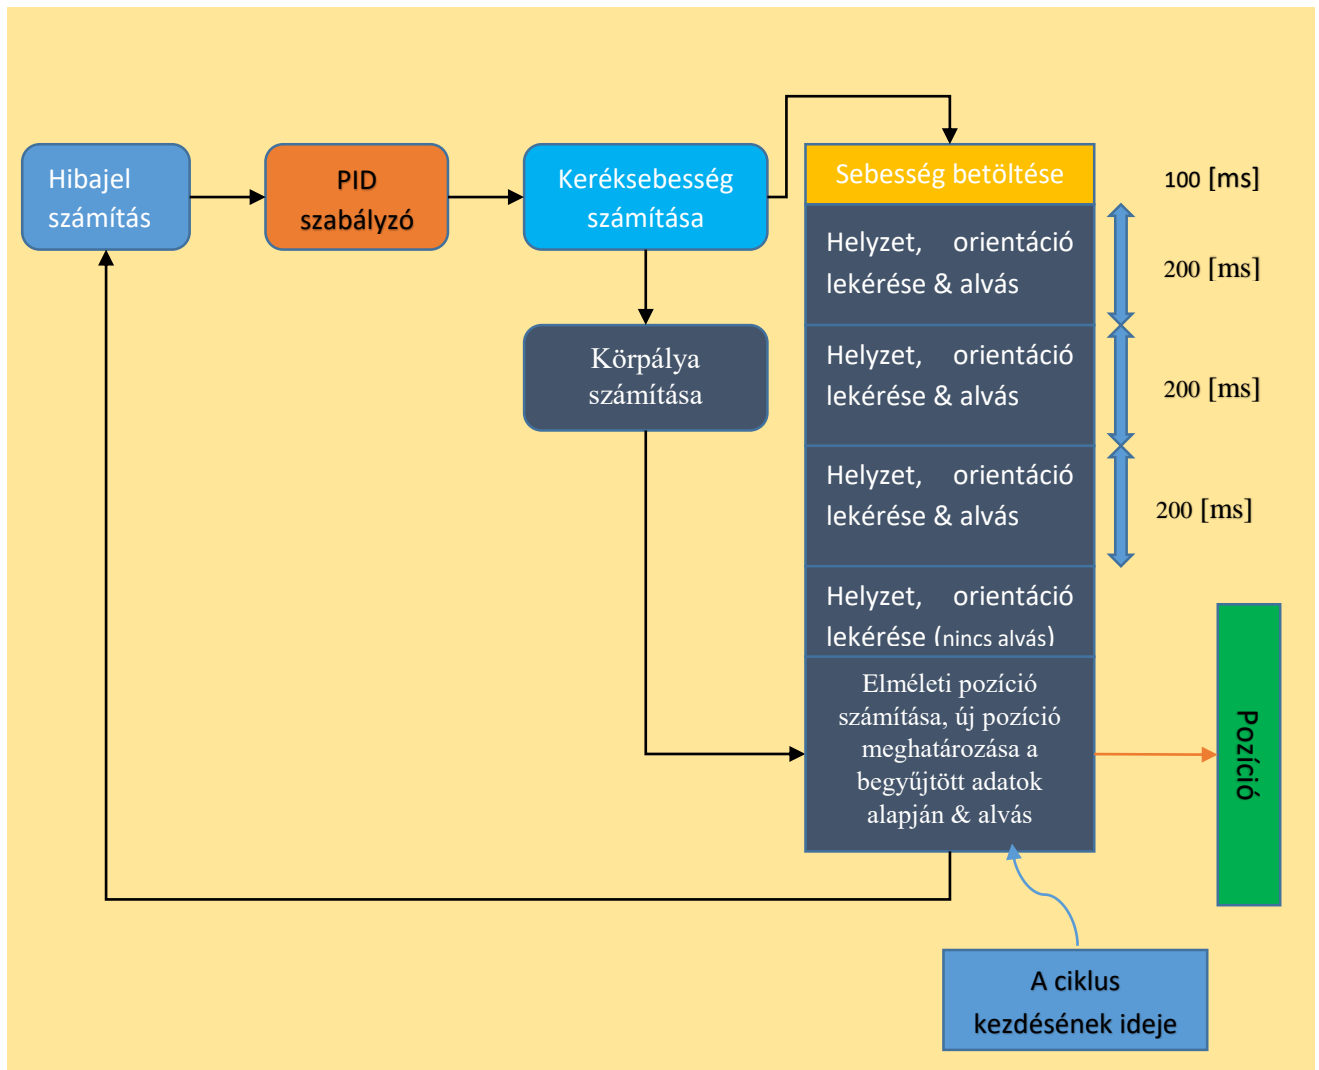 Hibajel
számítás
PID
szabályzó
Keréksebesség
számítása
Sebesség betöltése
100 [ms]
Helyzet, orientáció
lekérése & alvás
200 [ms]
Körpálya
számítása
Helyzet, orientáció
lekérése & alvás
200 [ms]
Helyzet, orientáció
lekérése & alvás
200 [ms]
Helyzet, orientáció
lekérése (nincs alvás)
Elméleti pozíció
számítása, új pozíció
meghatározása a
begyűjtött adatok
alapján & alvás
Pozíció
A ciklus
kezdésének ideje